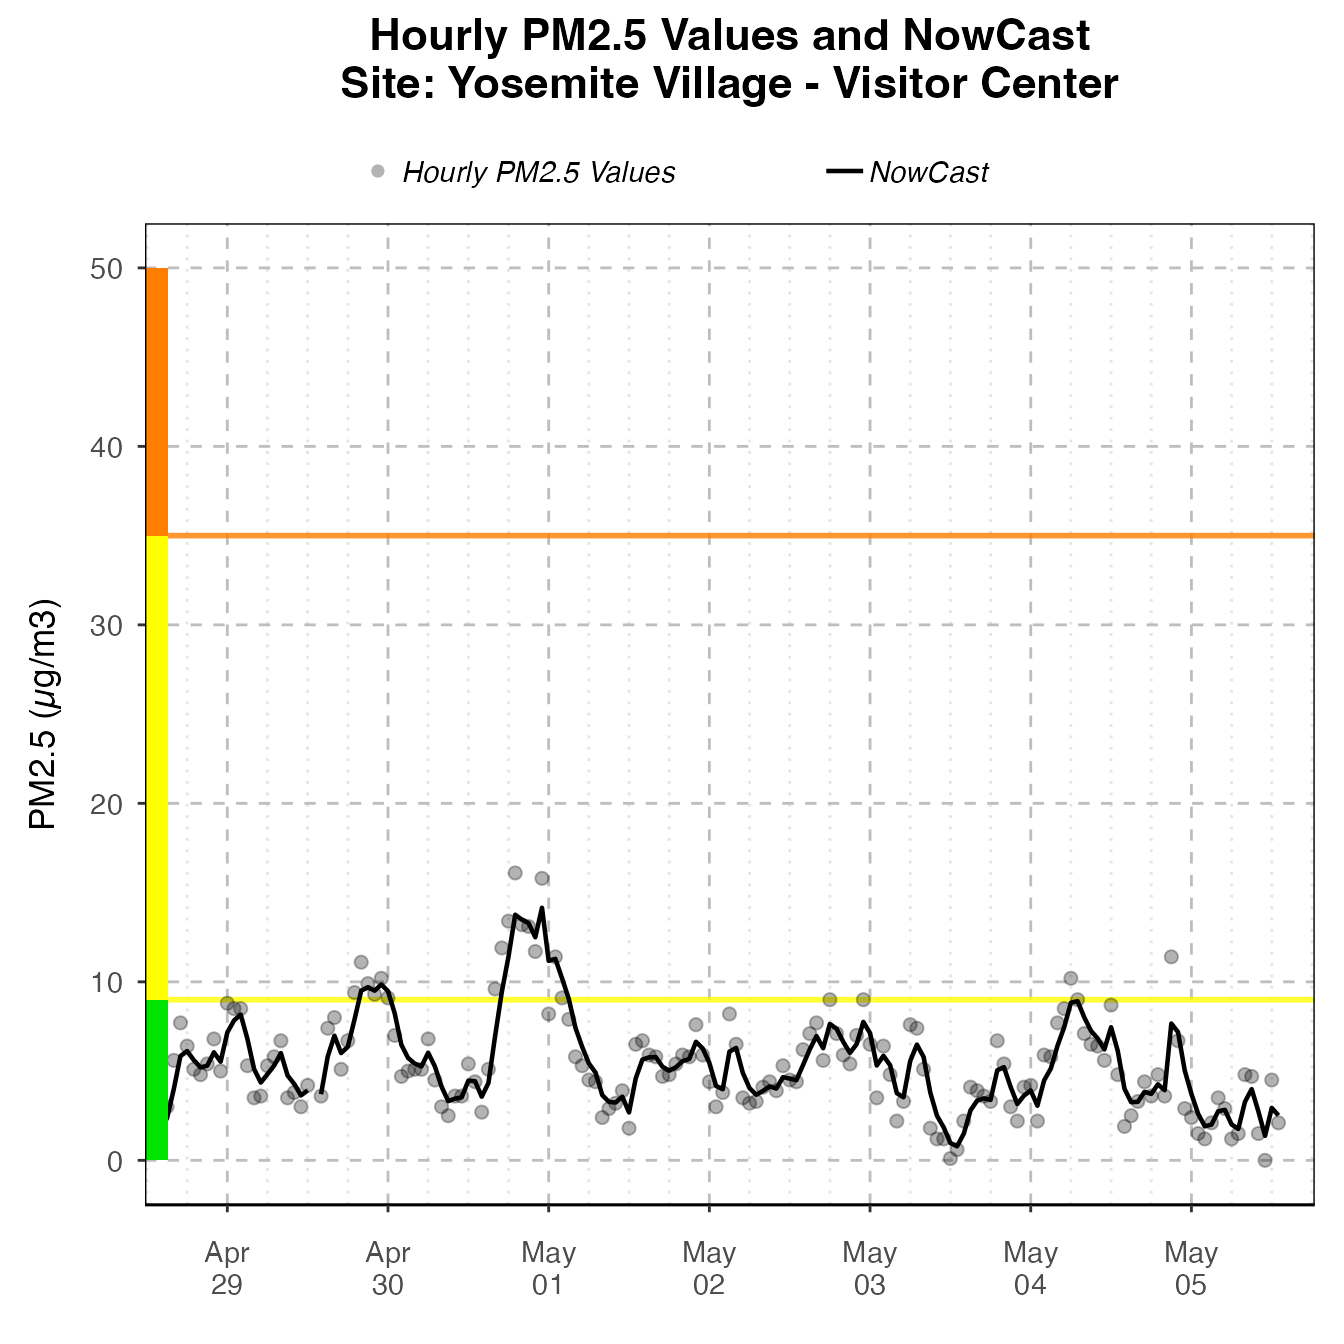 Hourly PM2.5 Values and NowCast
Site: Yosemite Village - Visitor Center
Hourly PM2.5 Values NowCast
50
40
30
20
10
0
PM2.5 (µg/m3)
Apr 29
Apr 30
May 01
May 02
May 03
May 04
May 05